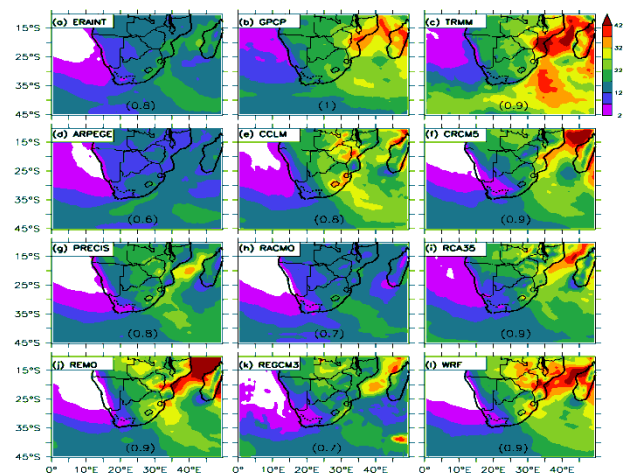 (a) ERAINT (b) GPCP (c) TRMM
15°S
25°S
35°S
45°S
(0.8) (1) (0.9)
42
32
22
12
2
(d) ARPEGE (e) CCLM (f) CRCM5
15°S
25°S
35°S
45°S
(0.6) (0.8) (0.9)
(g) PRECIS (h) RACMO (i) RCA35
15°S
25°S
35°S
45°S
(0.8) (0.7) (0.9)
(j) REMO (k) REGCM3 (l) WRF
15°S
25°S
35°S
45°S
(0.9) (0.7) (0.9)
0° 10°E 20°E 30°E 40°E 0° 10°E 20°E 30°E 40°E 0° 10°E 20°E 30°E 40°E